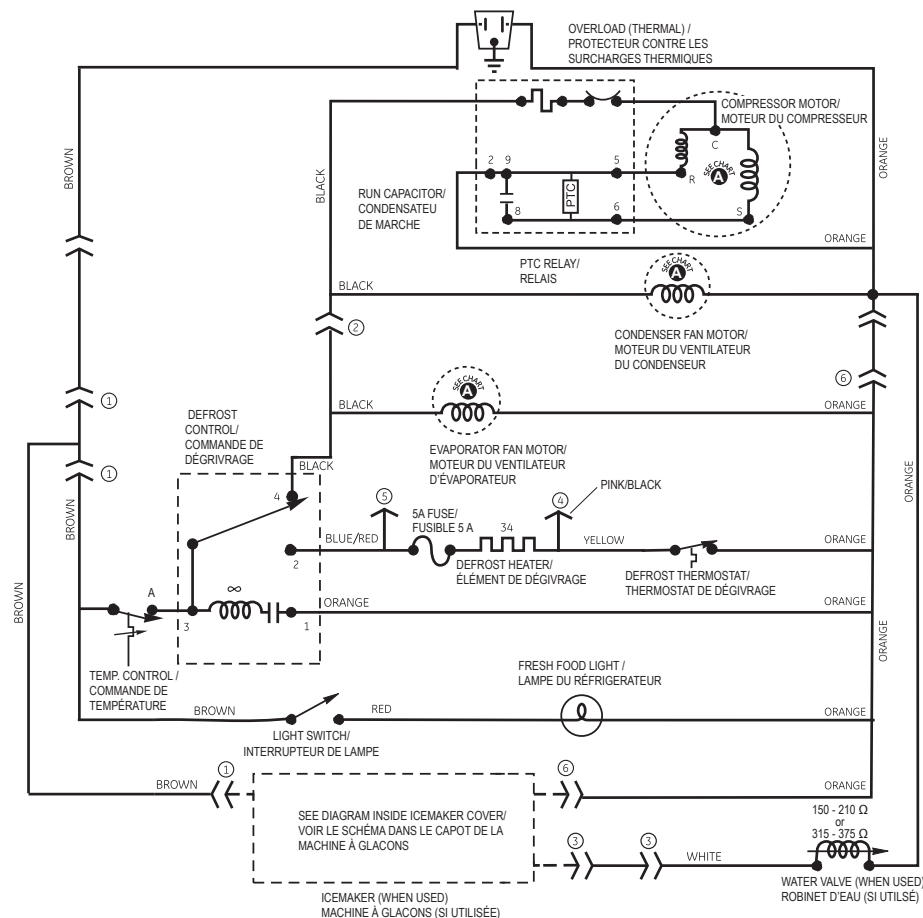 OVERLOAD (THERMAL) /
PROTECTEUR CONTRE LES
SURCHARGES THERMIQUES
COMPRESSOR MOTOR/
MOTEUR DU COMPRESSEUR
BROWN
BLACK
ORANGE
2 9
5
C
R
SEE CHART
A
S
RUN CAPACITOR/
CONDENSATEU
DE MARCHE
8
PTC
6
ORANGE
PTC RELAY/
RELAIS
SEE CHART
A
BLACK
2
CONDENSER FAN MOTOR/
MOTEUR DU VENTILATEUR
DU CONDENSEUR
6
1
SEE CHART
A
BLACK
ORANGE
DEFROST
CONTROL/
COMMANDE DE
DÉGRIVRAGE
EVAPORATOR FAN MOTOR/
MOTEUR DU VENTILATEUR
D'ÉVAPORATEUR
1
BLACK
4
5
4
PINK/BLACK
ORANGE
BROWN
5A FUSE/
FUSIBLE 5 A
34
BLUE/RED
YELLOW
ORANGE
2
DEFROST HEATER/
ÉLÉMENT DE DÉGIVRAGE
DEFROST THERMOSTAT/
THERMOSTAT DE DÉGIVRAGE
BROWN
A
∞
3
1
ORANGE
ORANGE
ORANGE
TEMP. CONTROL /
COMMANDE DE
TEMPÉRATURE
FRESH FOOD LIGHT /
LAMPE DU RÉFRIGERATEUR
BROWN
RED
ORANGE
LIGHT SWITCH/
INTERRUPTEUR DE LAMPE
BROWN
1
6
ORANGE
SEE DIAGRAM INSIDE ICEMAKER COVER/
VOIR LE SCHÉMA DANS LE CAPOT DE LA
MACHINE À GLACONS
150 - 210 Ω
or
315 - 375 Ω
3
3
WHITE
WATER VALVE (WHEN USED)
ROBINET D'EAU (SI UTILSÉ)
ICEMAKER (WHEN USED)
MACHINE À GLACONS (SI UTILISÉE)